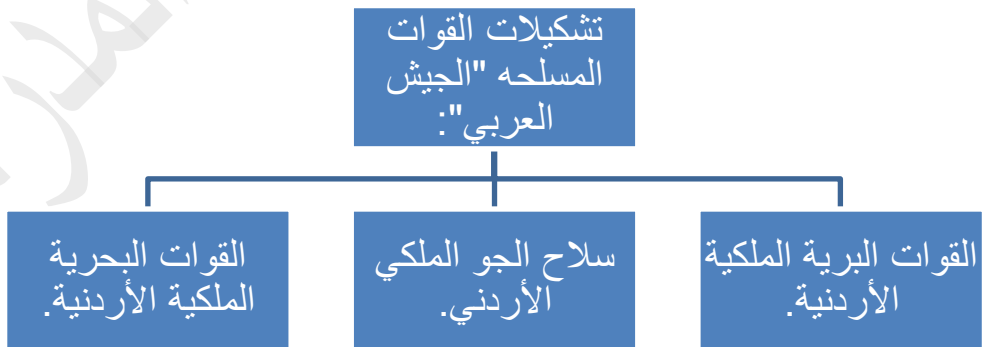 تشكيلات القوات
المسلحه "الجيش
العربي":
القوات البرية الملكية
الأردنية.
سلاح الجو الملكي
الأردني.
القوات البحرية
الملكية الأردنية.